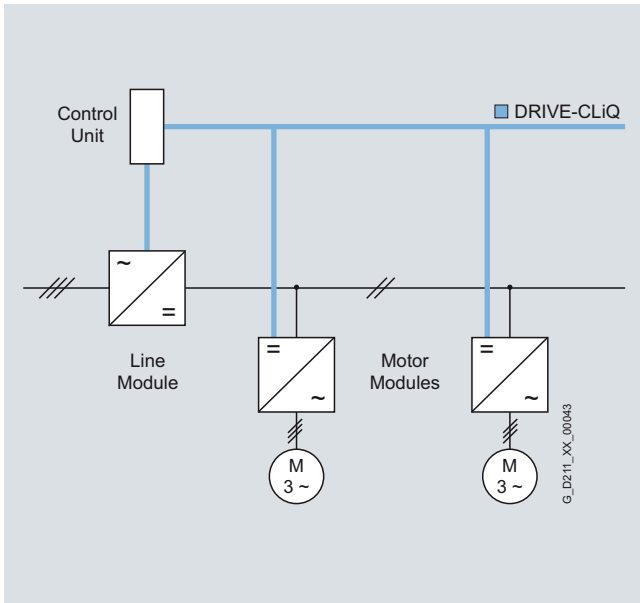 Control
Unit
DRIVE-CLiQ
~
=
Line
Module
=
~
Motor
Modules
=
~
M
3 ~
M
3 ~
G_D211_XX_00043